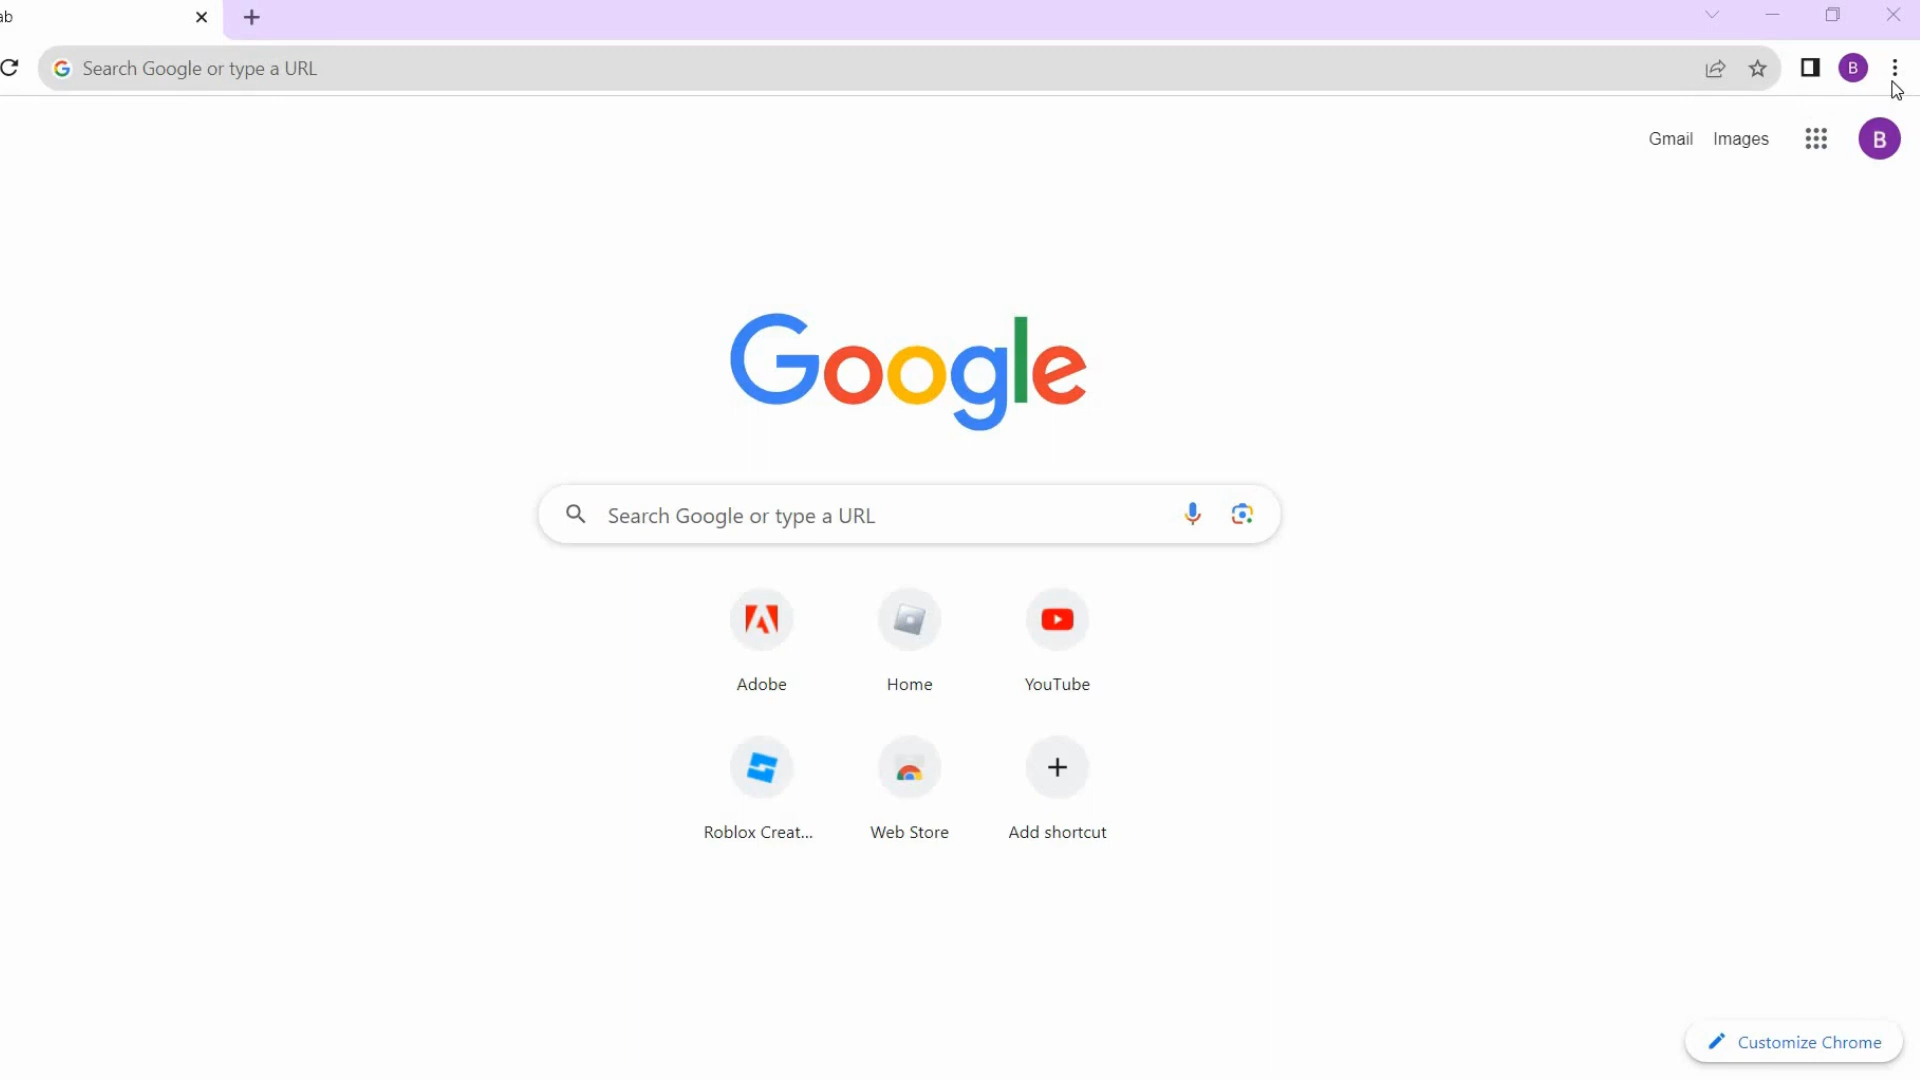 ab
Search Google or type a URL
B
Gmail Images
B
Google
Search Google or type a URL
Adobe Home YouTube
Roblox Creat... Web Store Add shortcut
Customize Chrome